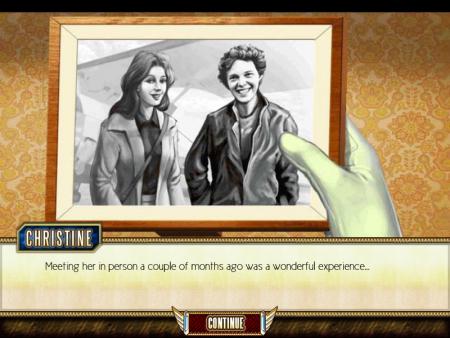 CHRISTINE
Meeting her in person a couple of months ago was a wonderful experience...
CONTINUE